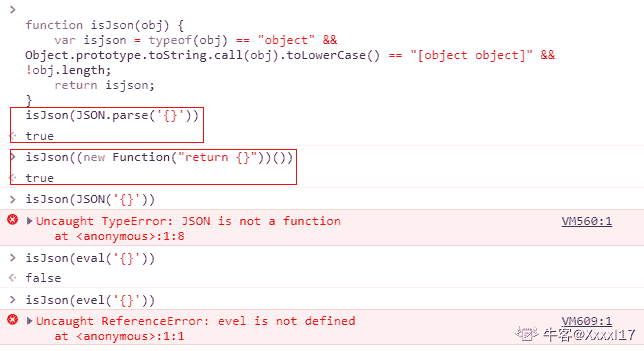 function isJson(obj) {
    var isjson = typeof(obj) == "object" &&
Object.prototype.toString.call(obj).toLowerCase() == "[object object]" &&
!obj.length;
    return isjson;
}
isJson(JSON.parse('{}'))
true
isJson((new Function("return {}"))())
true
isJson(JSON('{}'))
Uncaught TypeError: JSON is not a function VM560:1
    at <anonymous>:1:8
isJson(eval('{}'))
false
isJson(evel('{}'))
Uncaught ReferenceError: evel is not defined VM609:1
    at <anonymous>:1:1
牛客@Xxxxl17